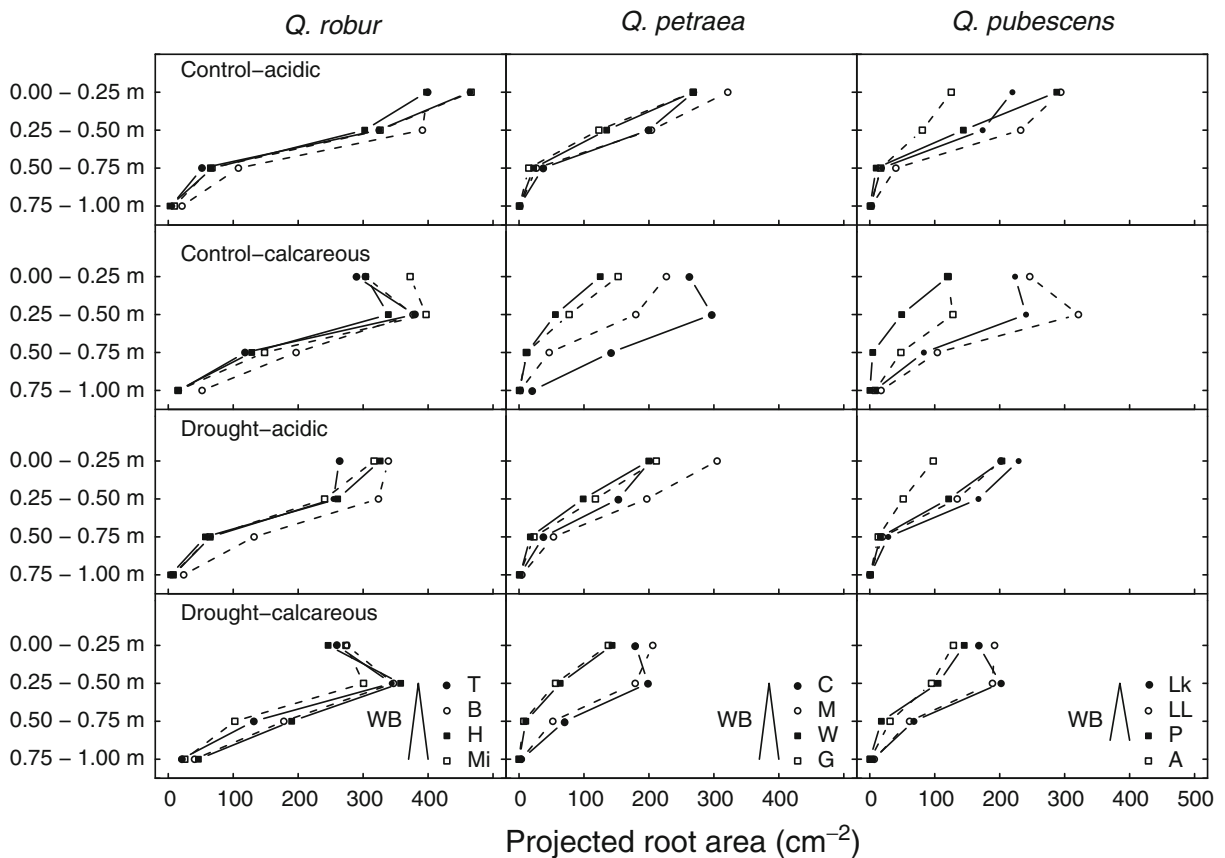 Q. robur Q. petraea Q. pubescens
Control–acidic
0.00 – 0.25 m
0.25 – 0.50 m
0.50 – 0.75 m
0.75 – 1.00 m
Control–calcareous
0.00 – 0.25 m
0.25 – 0.50 m
0.50 – 0.75 m
0.75 – 1.00 m
Drought–acidic
0.00 – 0.25 m
0.25 – 0.50 m
0.50 – 0.75 m
0.75 – 1.00 m
Drought–calcareous
0.00 – 0.25 m
0.25 – 0.50 m
0.50 – 0.75 m
0.75 – 1.00 m
WB
T
B
H
Mi
WB
C
M
W
G
WB
Lk
LL
P
A
0 100 200 300 400 0 100 200 300 400 0 100 200 300 400 500
Projected root area (cm⁻²)